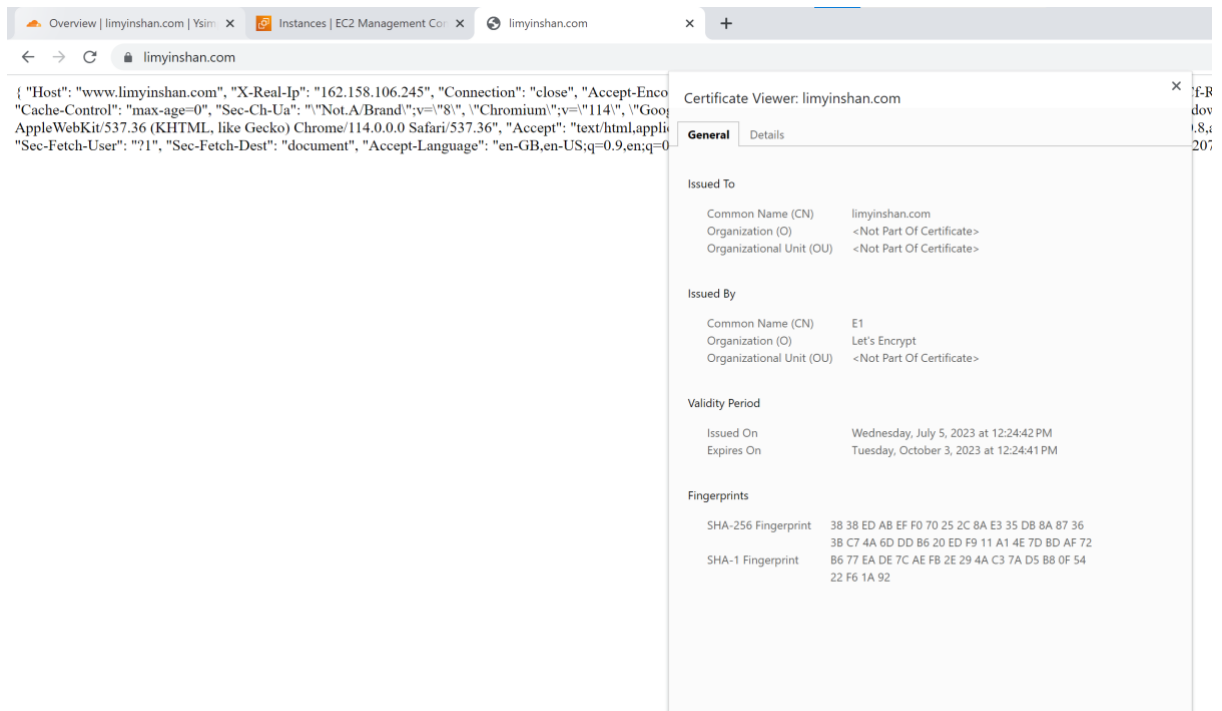 Overview | limyinshan.com | Ysim
Instances | EC2 Management Con
limyinshan.com
limyinshan.com
{ "Host": "www.limyinshan.com", "X-Real-Ip": "162.158.106.245", "Connection": "close", "Accept-Enco
"Cache-Control": "max-age=0", "Sec-Ch-Ua": "\"Not.A/Brand\";v=\"8\", \"Chromium\";v=\"114\", \"Goog
AppleWebKit/537.36 (KHTML, like Gecko) Chrome/114.0.0.0 Safari/537.36", "Accept": "text/html,applic
"Sec-Fetch-User": "?1", "Sec-Fetch-Dest": "document", "Accept-Language": "en-GB,en-US;q=0.9,en;q=0
Certificate Viewer: limyinshan.com
General Details
Issued To
Common Name (CN) limyinshan.com
Organization (O) <Not Part Of Certificate>
Organizational Unit (OU) <Not Part Of Certificate>
Issued By
Common Name (CN) E1
Organization (O) Let's Encrypt
Organizational Unit (OU) <Not Part Of Certificate>
Validity Period
Issued On Wednesday, July 5, 2023 at 12:24:42 PM
Expires On Tuesday, October 3, 2023 at 12:24:41 PM
Fingerprints
SHA-256 Fingerprint 38 38 ED AB EF F0 70 25 2C 8A E3 35 DB 8A 87 36
3B C7 4A 6D DD B6 20 ED F9 11 A1 4E 7D BD AF 72
SHA-1 Fingerprint B6 77 EA DE 7C AE FB 2E 29 4A C3 7A D5 B8 0F 54
22 F6 1A 92